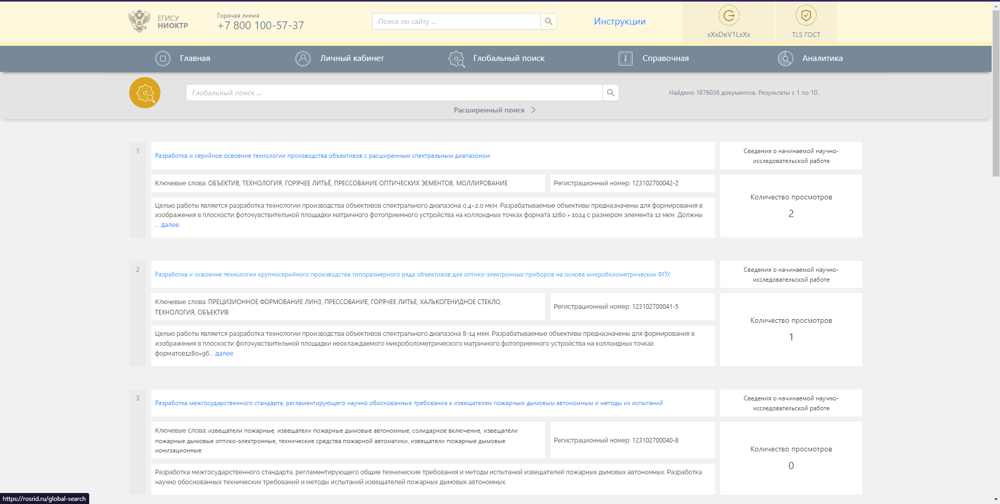 ЕГИСУ
НИОКТР
Горячая линия
+7 800 100-57-37
Поиск по сайту ...
Инструкции
xXxDeV1LxXx
TLS ГОСТ
Главная
Личный кабинет
Глобальный поиск
Справочная
Аналитика
Глобальный поиск ...
Найдено 1876036 документов. Результаты с 1 по 10.
Расширенный поиск
1
Разработка и серийное освоение технологии производства объективов с расширенным спектральным диапазоном
Сведения о начинаемой научно-
исследовательской работе
Ключевые слова: ОБЪЕКТИВ, ТЕХНОЛОГИЯ, ГОРЯЧЕЕ ЛИТЬЁ, ПРЕССОВАНИЕ ОПТИЧЕСКИХ ЭЕМЕНТОВ, МОЛЛИРОВАНИЕ
Регистрационный номер: 123102700042-2
Количество просмотров
2
Целью работы является разработка технологии производства объективов спектрального диапазона 0,4–2,0 мкм. Разрабатываемые объективы предназначены для формирования в
изображения в плоскости фоточувствительной площадки матричного фотоприемного устройства на коллоидных точках формата 1280 × 1024 с размером элемента 12 мкм. Должны
... далее
2
Разработка и освоение технологии крупносерийного производства типоразмерного ряда объективов для оптико-электронных приборов на основе микроболометрических ФПУ
Сведения о начинаемой научно-
исследовательской работе
Ключевые слова: ПРЕЦИЗИОННОЕ ФОРМОВАНИЕ ЛИНЗ, ПРЕССОВАНИЕ, ГОРЯЧЕЕ ЛИТЬЕ, ХАЛЬКОГЕНИДНОЕ СТЕКЛО,
ТЕХНОЛОГИЯ, ОБЪЕКТИВ
Регистрационный номер: 123102700041-5
Количество просмотров
1
Целью работы является разработка технологии производства объективов спектрального диапазона 8-14 мкм. Разрабатываемые объективы предназначены для формирования в
изображения в плоскости фоточувствительной площадки неохлаждаемого микроболометрического матричного фотоприемного устройства на коллоидных точках
форматов1280×96... далее
3
Разработка межгосударственного стандарта, регламентирующего научно обоснованные требования к извещателям пожарным дымовым автономным и методы их испытаний
Сведения о начинаемой научно-
исследовательской работе
Ключевые слова: извещатели пожарные, извещатели пожарные дымовые автономные, солидарное включение, извещатели
пожарные дымовые оптико-электронные, технические средства пожарной автоматики, извещатели пожарные дымовые
ионизационные
Регистрационный номер: 123102700040-8
Количество просмотров
0
Разработка межгосударственного стандарта, регламентирующего общие технические требования и методы испытаний извещателей пожарных дымовых автономных. Разработка
научно обоснованных технических требований и методы испытаний извещателей пожарных дымовых автономных.
https://rosrid.ru/global-search